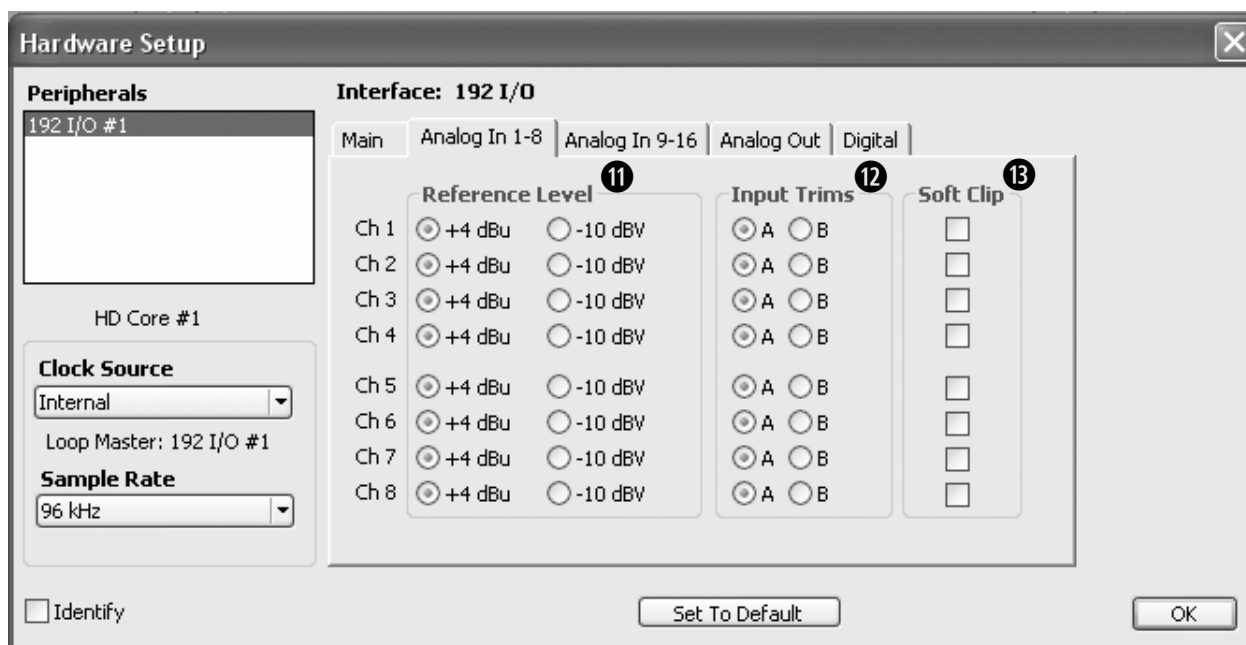 Hardware Setup
Peripherals
192 I/O #1
HD Core #1
Clock Source
Internal
Loop Master: 192 I/O #1
Sample Rate
96 kHz
Identify
Interface: 192 I/O
Main Analog In 1-8 Analog In 9-16 Analog Out Digital
11 12 13
Reference Level Input Trims Soft Clip
Ch 1 +4 dBu -10 dBV A B
Ch 2 +4 dBu -10 dBV A B
Ch 3 +4 dBu -10 dBV A B
Ch 4 +4 dBu -10 dBV A B
Ch 5 +4 dBu -10 dBV A B
Ch 6 +4 dBu -10 dBV A B
Ch 7 +4 dBu -10 dBV A B
Ch 8 +4 dBu -10 dBV A B
Set To Default
OK